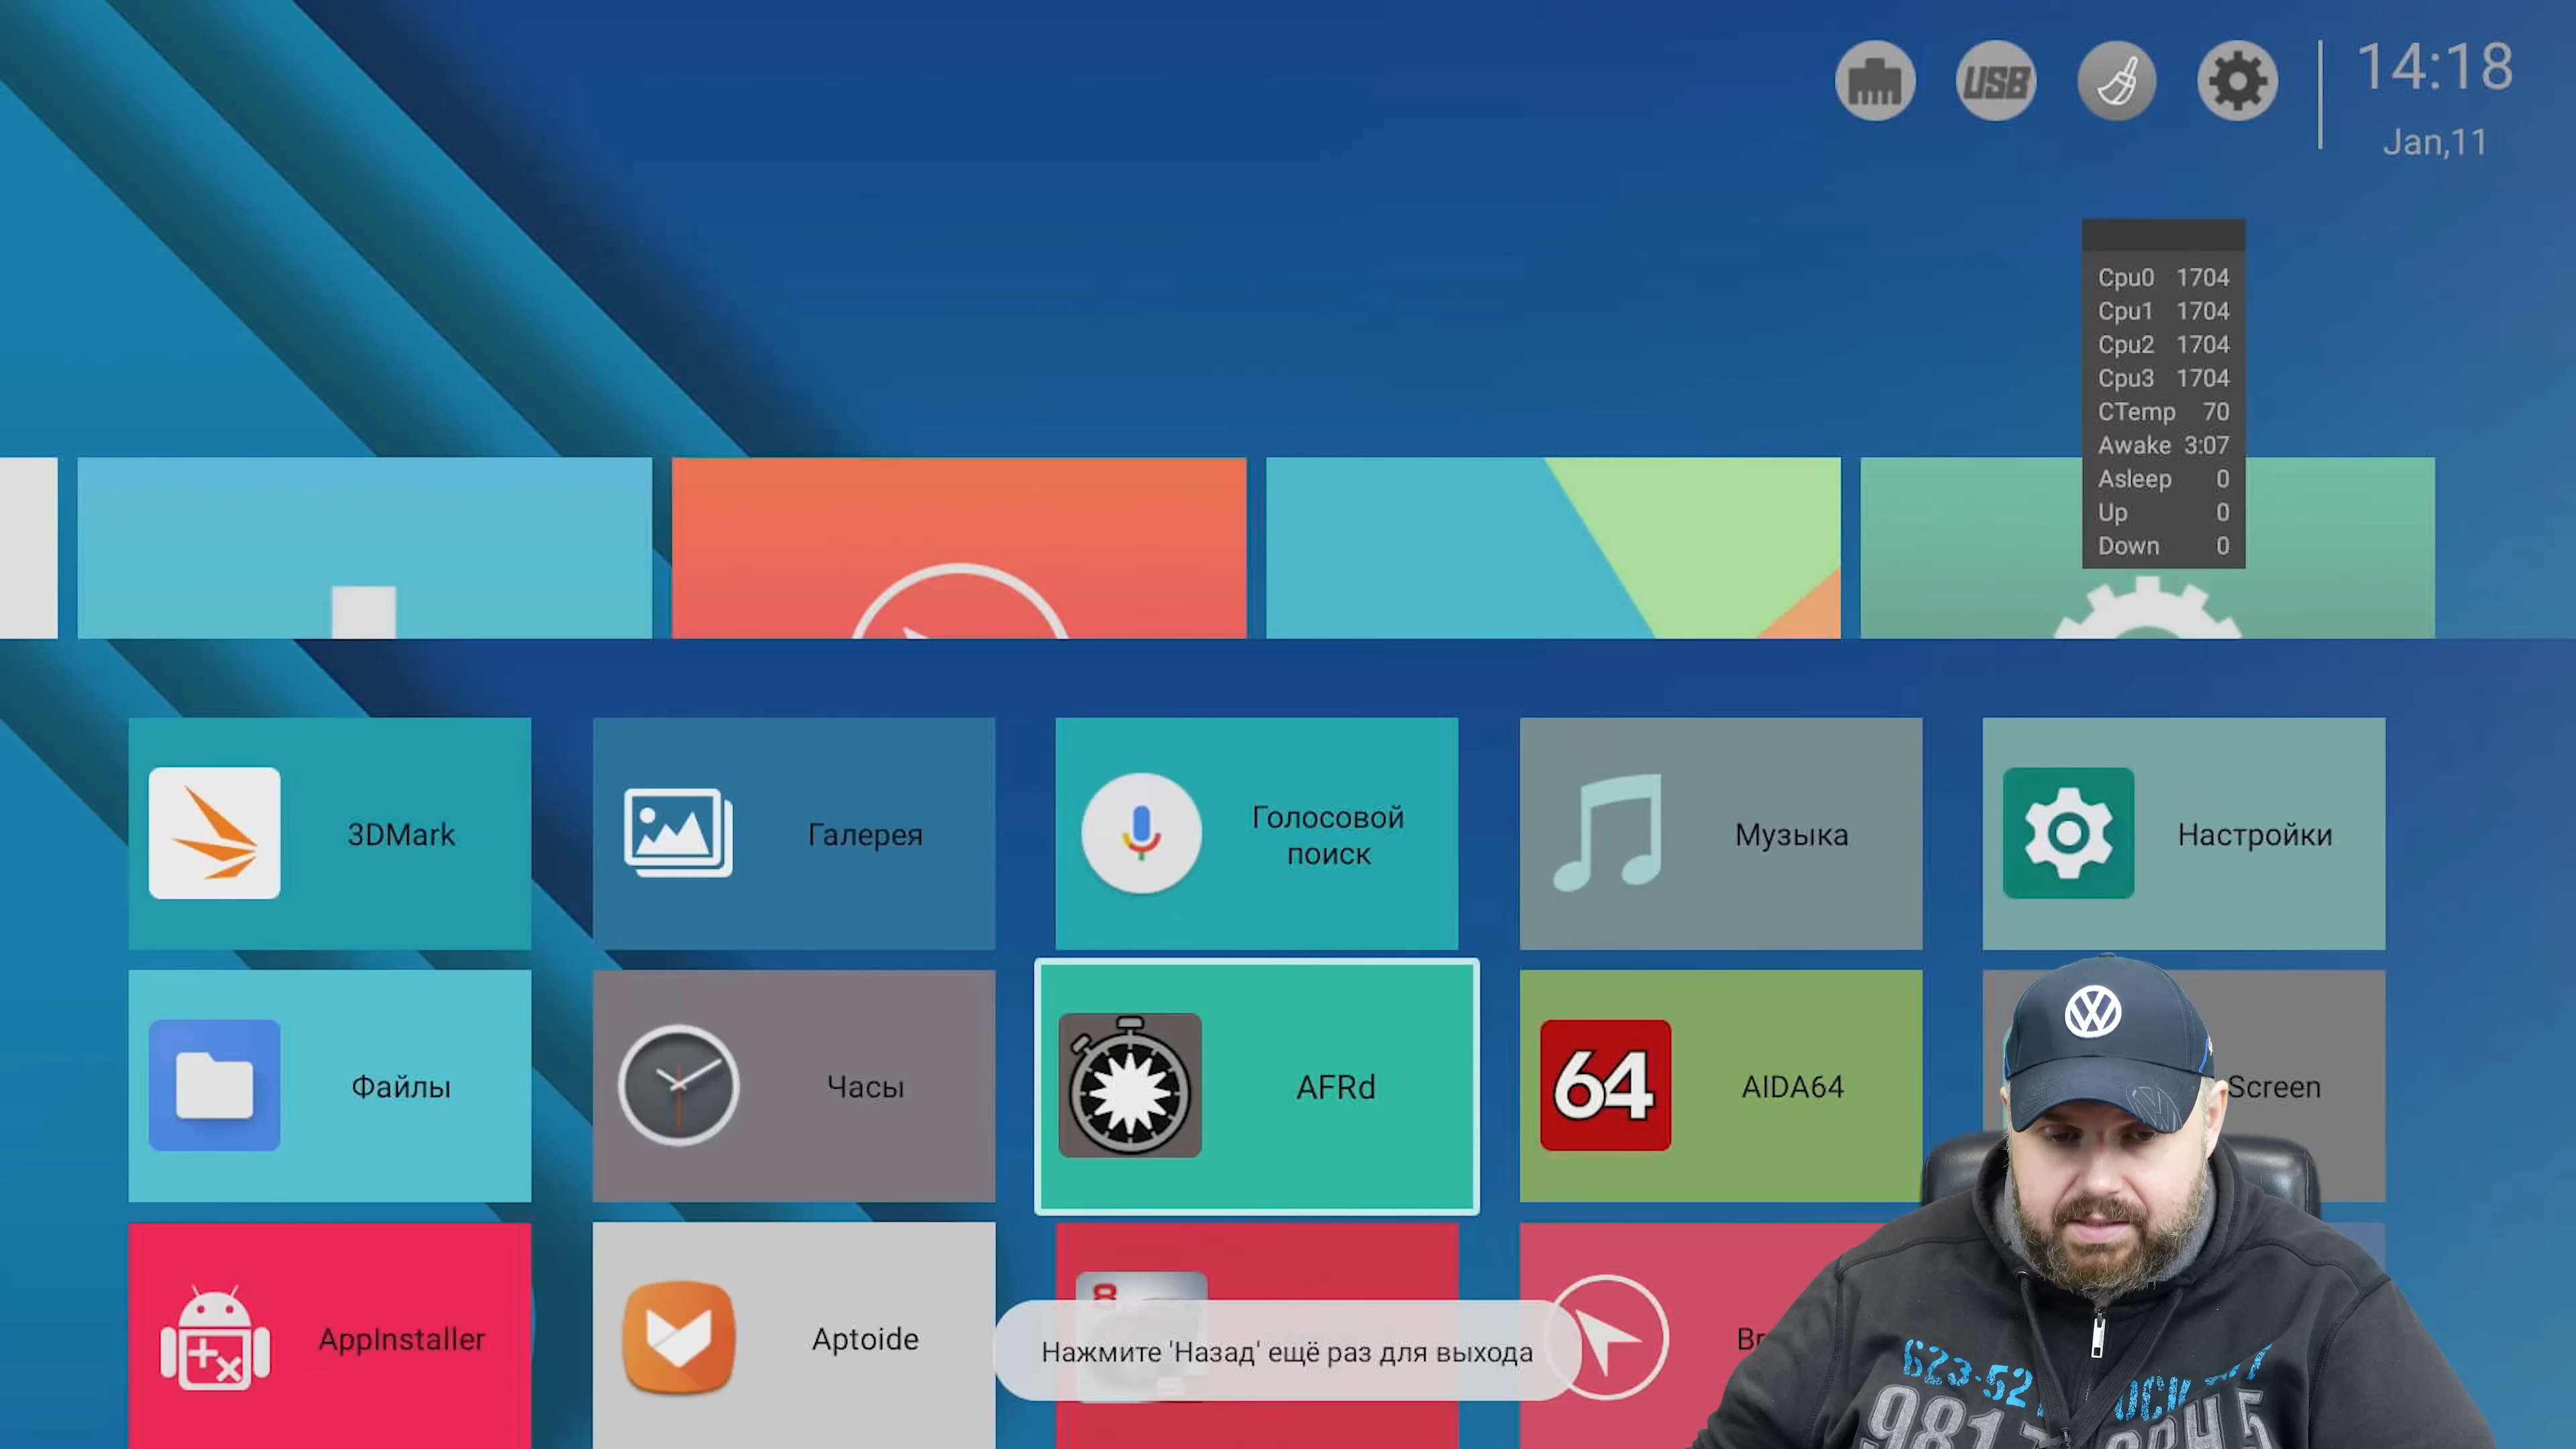 USB
14:18
Jan,11
Cpu0 1704
Cpu1 1704
Cpu2 1704
Cpu3 1704
CTemp 70
Awake 3:07
Asleep 0
Up 0
Down 0
3DMark
Галерея
Голосовой
поиск
Музыка
Настройки
Файлы
Часы
AFRd
64
AIDA64
Screen
AppInstaller
Aptoide
8
Нажмите 'Назад' ещё раз для выхода